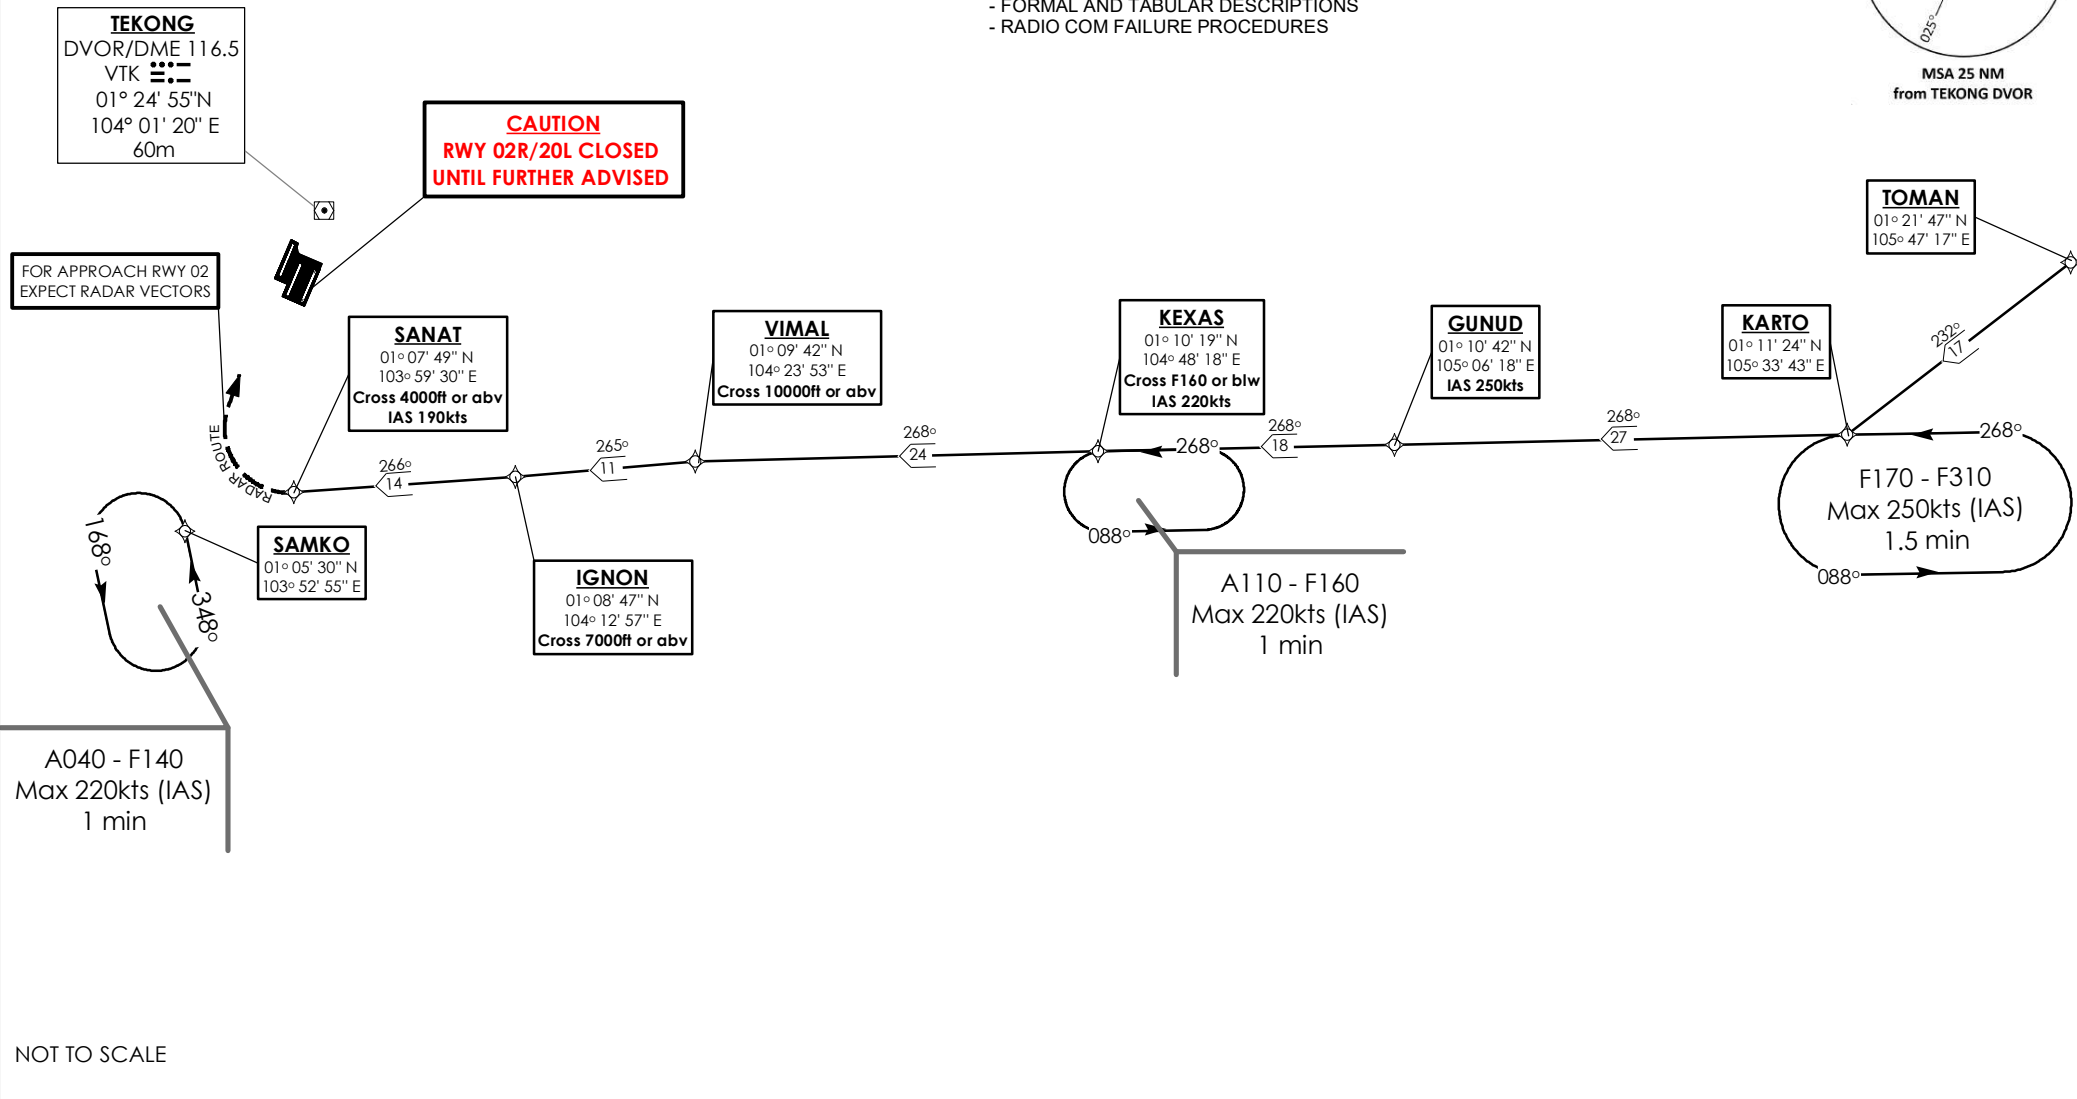 - FORMAL AND TABULAR DESCRIPTIONS
- RADIO COM FAILURE PROCEDURES
025°
MSA 25 NM
from TEKONG DVOR
TEKONG
DVOR/DME 116.5
VTK
01° 24' 55"N
104° 01' 20" E
60m
CAUTION
RWY 02R/20L CLOSED
UNTIL FURTHER ADVISED
FOR APPROACH RWY 02
EXPECT RADAR VECTORS
RADAR ROUTE
SANAT
01° 07' 49" N
103° 59' 30" E
Cross 4000ft or abv
IAS 190kts
VIMAL
01° 09' 42" N
104° 23' 53" E
Cross 10000ft or abv
KEXAS
01° 10' 19" N
104° 48' 18" E
Cross F160 or blw
IAS 220kts
GUNUD
01° 10' 42" N
105° 06' 18" E
IAS 250kts
KARTO
01° 11' 24" N
105° 33' 43" E
TOMAN
01° 21' 47" N
105° 47' 17" E
232°
17
266°
14
265°
11
268°
24
268°
268°
18
268°
27
268°
088°
F170 - F310
Max 250kts (IAS)
1.5 min
088°
168°
348°
SAMKO
01° 05' 30" N
103° 52' 55" E
IGNON
01° 08' 47" N
104° 12' 57" E
Cross 7000ft or abv
A110 - F160
Max 220kts (IAS)
1 min
A040 - F140
Max 220kts (IAS)
1 min
NOT TO SCALE